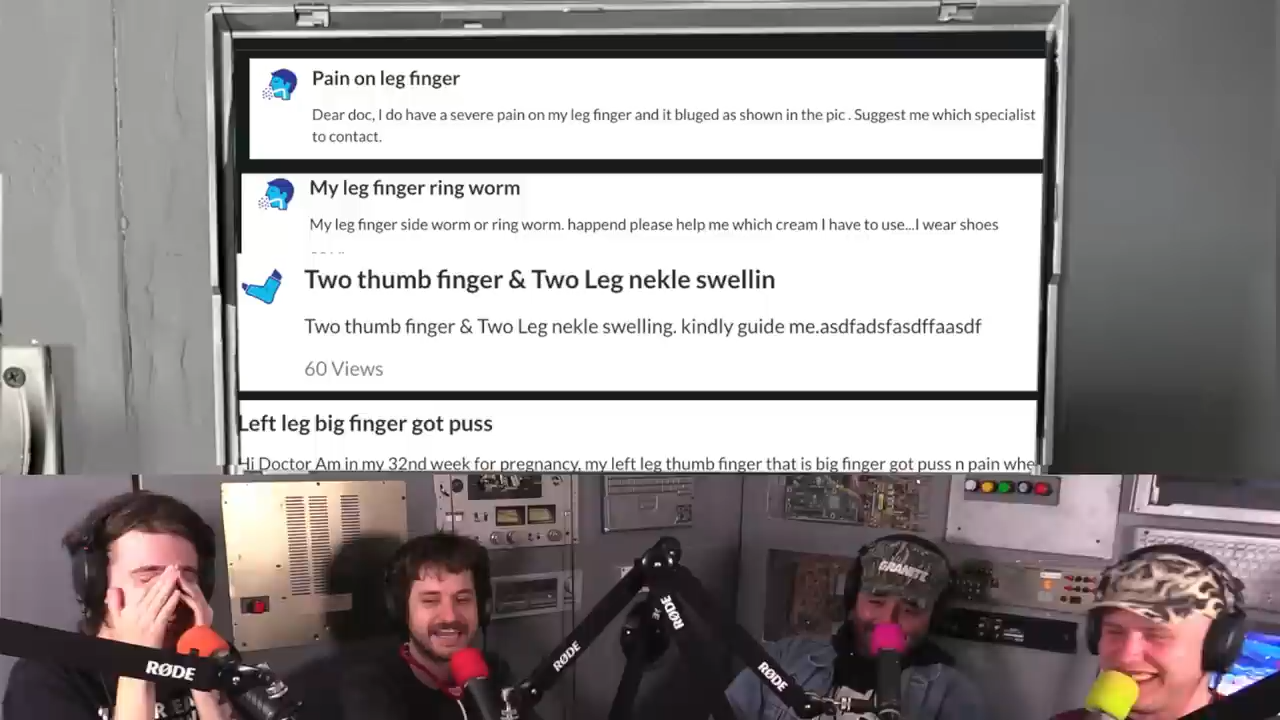 Pain on leg finger
Dear doc, I do have a severe pain on my leg finger and it bluged as shown in the pic . Suggest me which specialist
to contact.
My leg finger ring worm
My leg finger side worm or ring worm. happend please help me which cream I have to use...I wear shoes
Two thumb finger & Two Leg nekle swellin
Two thumb finger & Two Leg nekle swelling. kindly guide me.asdfadsfasdffaasdf
60 Views
Left leg big finger got puss
Hi Doctor Am in my 32nd week for pregnancy, my left leg thumb finger that is big finger got puss n pain whe
GRANITE
RØDE
RØDE
RØDE
RØDE